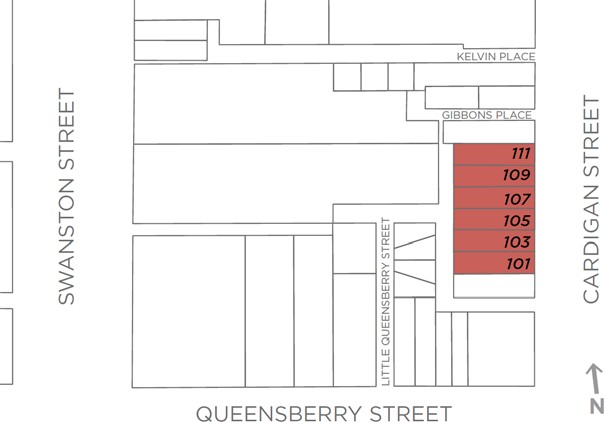 KELVIN PLACE
GIBBONS PLACE
SWANSTON STREET
CARDIGAN STREET
111
109
107
105
103
101
LITTLE QUEENSBERRY STREET
QUEENSBERRY STREET
N